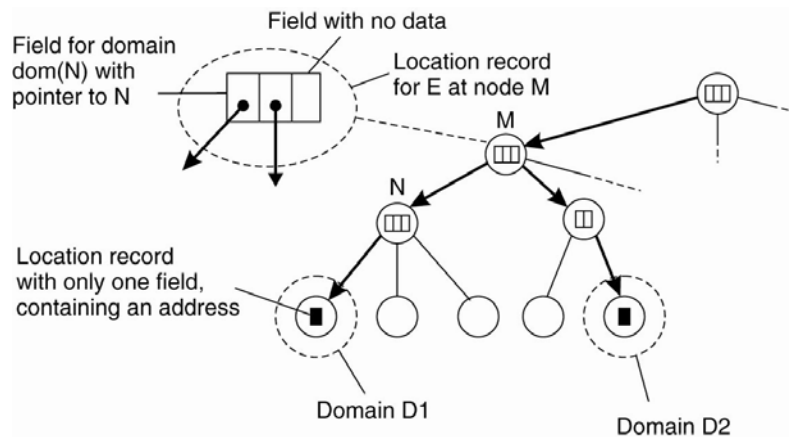 Field with no data
Field for domain
dom(N) with
pointer to N
Location record
for E at node M
M
N
Location record
with only one field,
containing an address
Domain D1
Domain D2